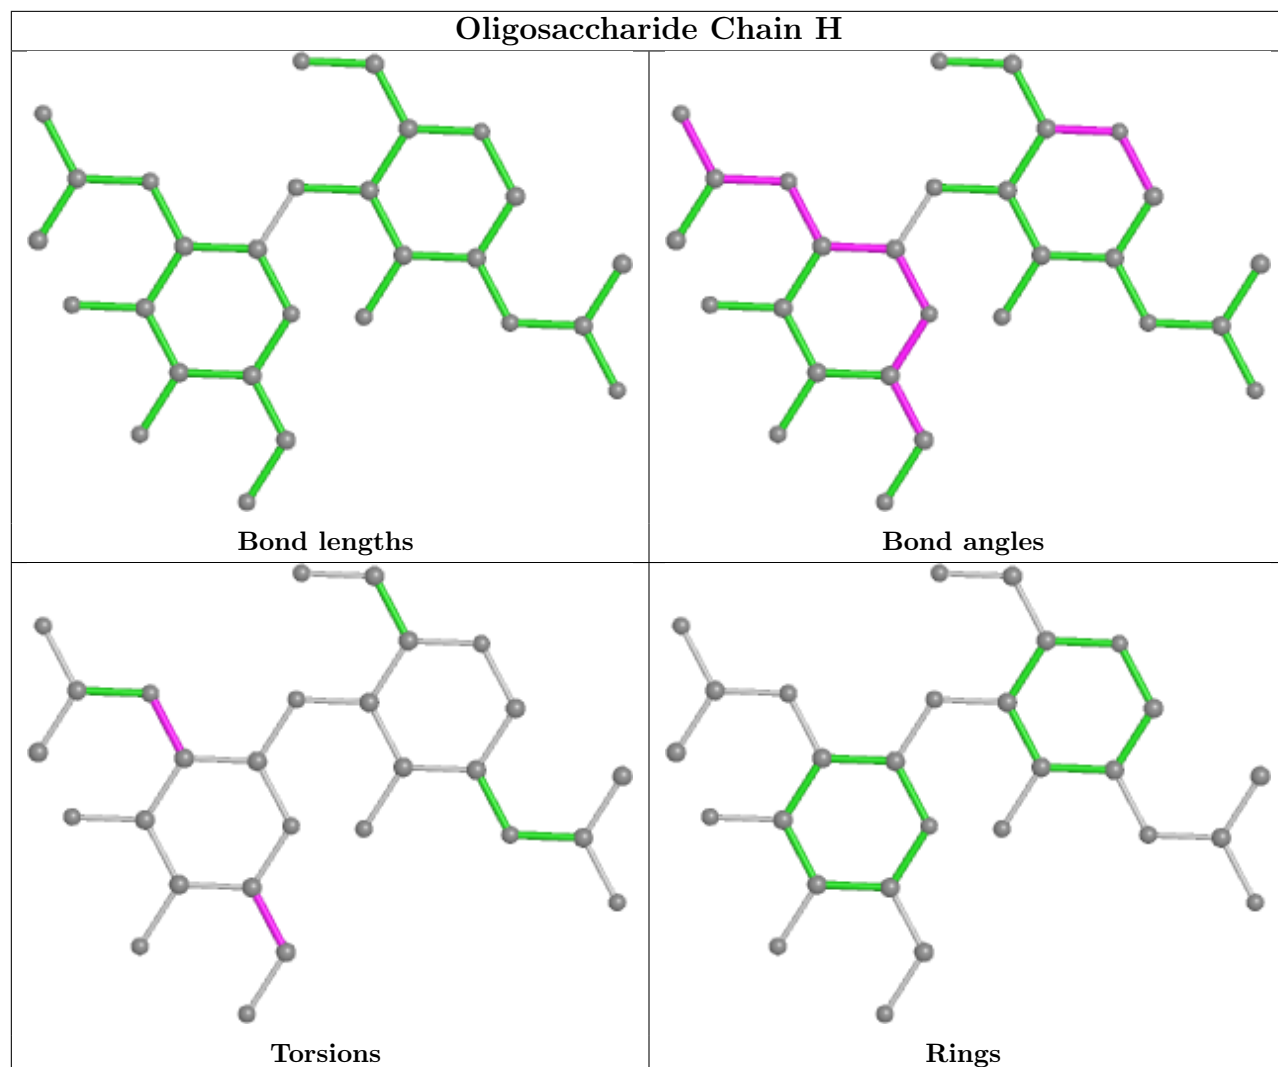 Oligosaccharide Chain H
Bond lengths
Bond angles
Torsions
Rings